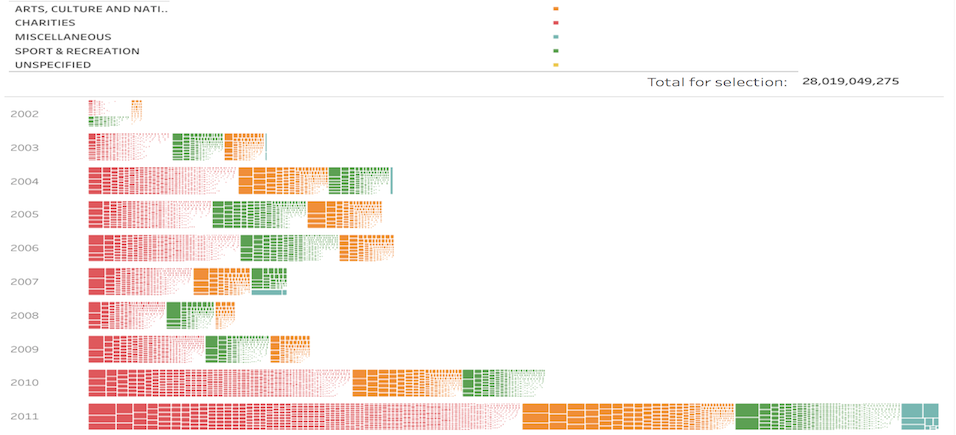 ARTS, CULTURE AND NATI..
CHARITIES
MISCELLANEOUS
SPORT & RECREATION
UNSPECIFIED
Total for selection: 28,019,049,275
2002
2003
2004
2005
2006
2007
2008
2009
2010
2011